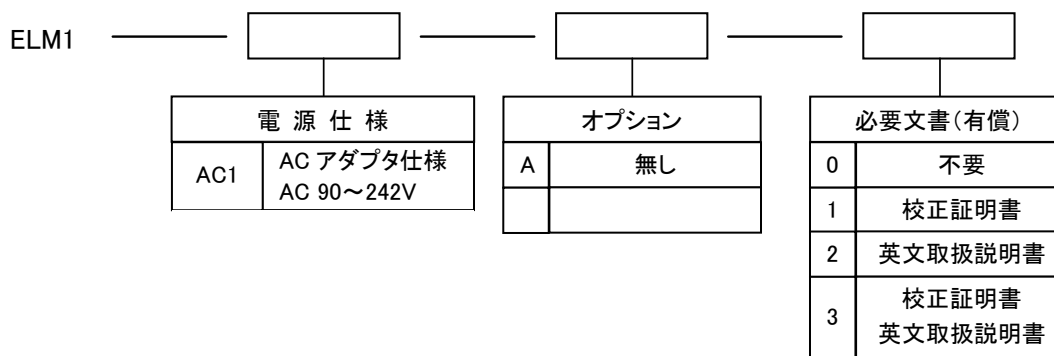 ELM1
電 源 仕 様
AC1
AC アダプタ仕様
AC 90～242V
オプション
A
無し
必要文書(有償)
0
不要
1
校正証明書
2
英文取扱説明書
3
校正証明書
英文取扱説明書